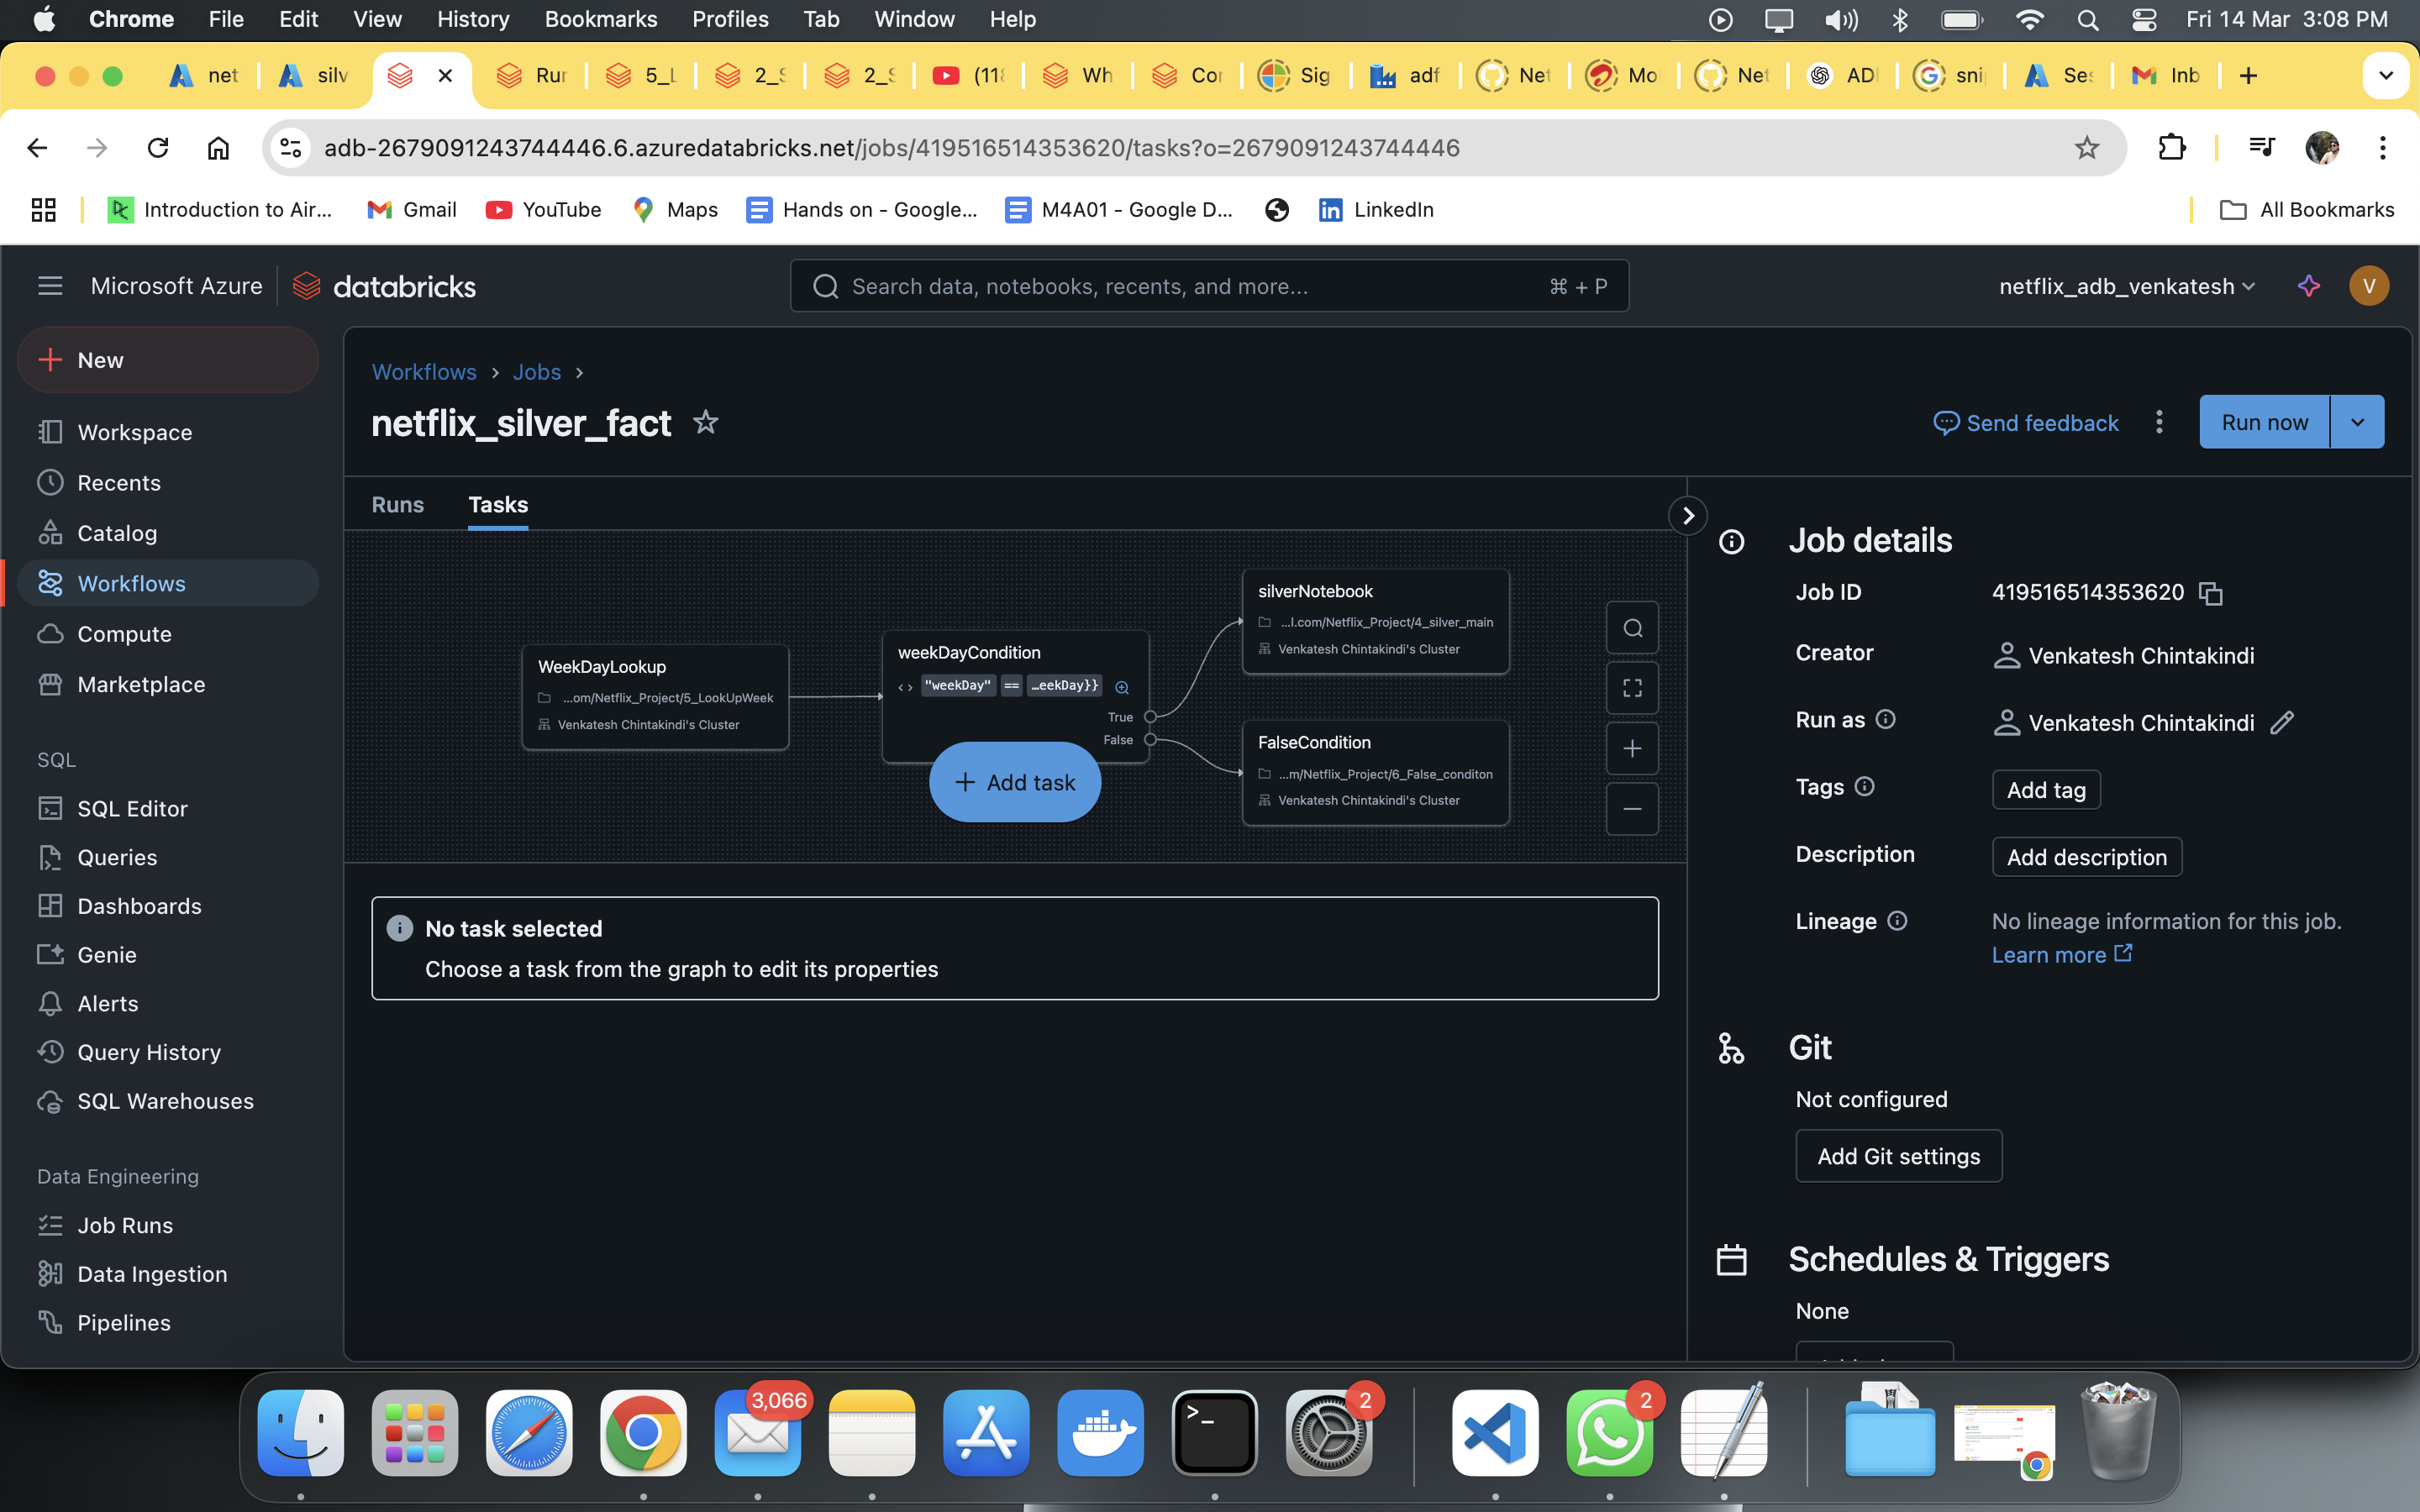 Chrome File Edit View History Bookmarks Profiles Tab Window Help Fri 14 Mar 3:08 PM
net silv Rur 5_L 2_S 2_S (118 Wh Cor Sig adf Net Mo Net AD sni Ses Inb
adb-2679091243744446.6.azuredatabricks.net/jobs/419516514353620/tasks?o=2679091243744446
Introduction to Air... Gmail YouTube Maps Hands on - Google... M4A01 - Google D... LinkedIn All Bookmarks
Microsoft Azure databricks Search data, notebooks, recents, and more... ⌘ + P netflix_adb_venkatesh V
New
Workspace
Recents
Catalog
Workflows
Compute
Marketplace
SQL
SQL Editor
Queries
Dashboards
Genie
Alerts
Query History
SQL Warehouses
Data Engineering
Job Runs
Data Ingestion
Pipelines
Workflows › Jobs ›
netflix_silver_fact
Send feedback Run now
Runs Tasks
WeekDayLookup
...om/Netflix_Project/5_LookUpWeek
Venkatesh Chintakindi's Cluster
weekDayCondition
"weekDay" == …eekDay}}
True
False
silverNotebook
...l.com/Netflix_Project/4_silver_main
Venkatesh Chintakindi's Cluster
FalseCondition
...m/Netflix_Project/6_False_conditon
Venkatesh Chintakindi's Cluster
+ Add task
No task selected
Choose a task from the graph to edit its properties
Job details
Job ID 419516514353620
Creator Venkatesh Chintakindi
Run as Venkatesh Chintakindi
Tags Add tag
Description Add description
Lineage No lineage information for this job.
Learn more
Git
Not configured
Add Git settings
Schedules & Triggers
None
3,066 2 2